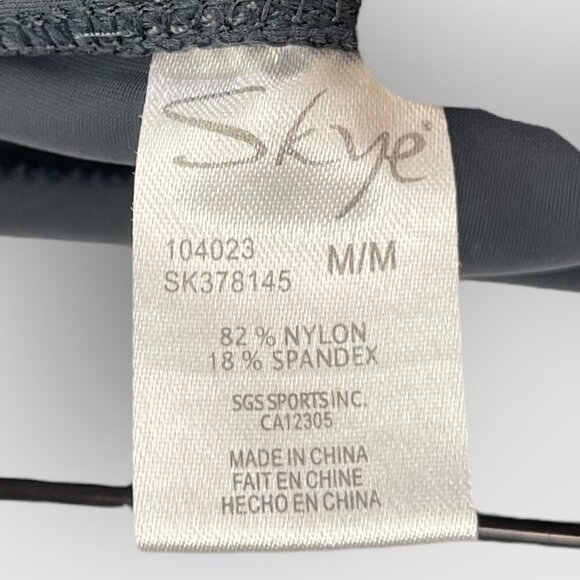 Skye
104023
SK378145
M/M
82 % NYLON
18 % SPANDEX
SGS SPORTS INC.
CA12305
MADE IN CHINA
FAIT EN CHINE
HECHO EN CHINA